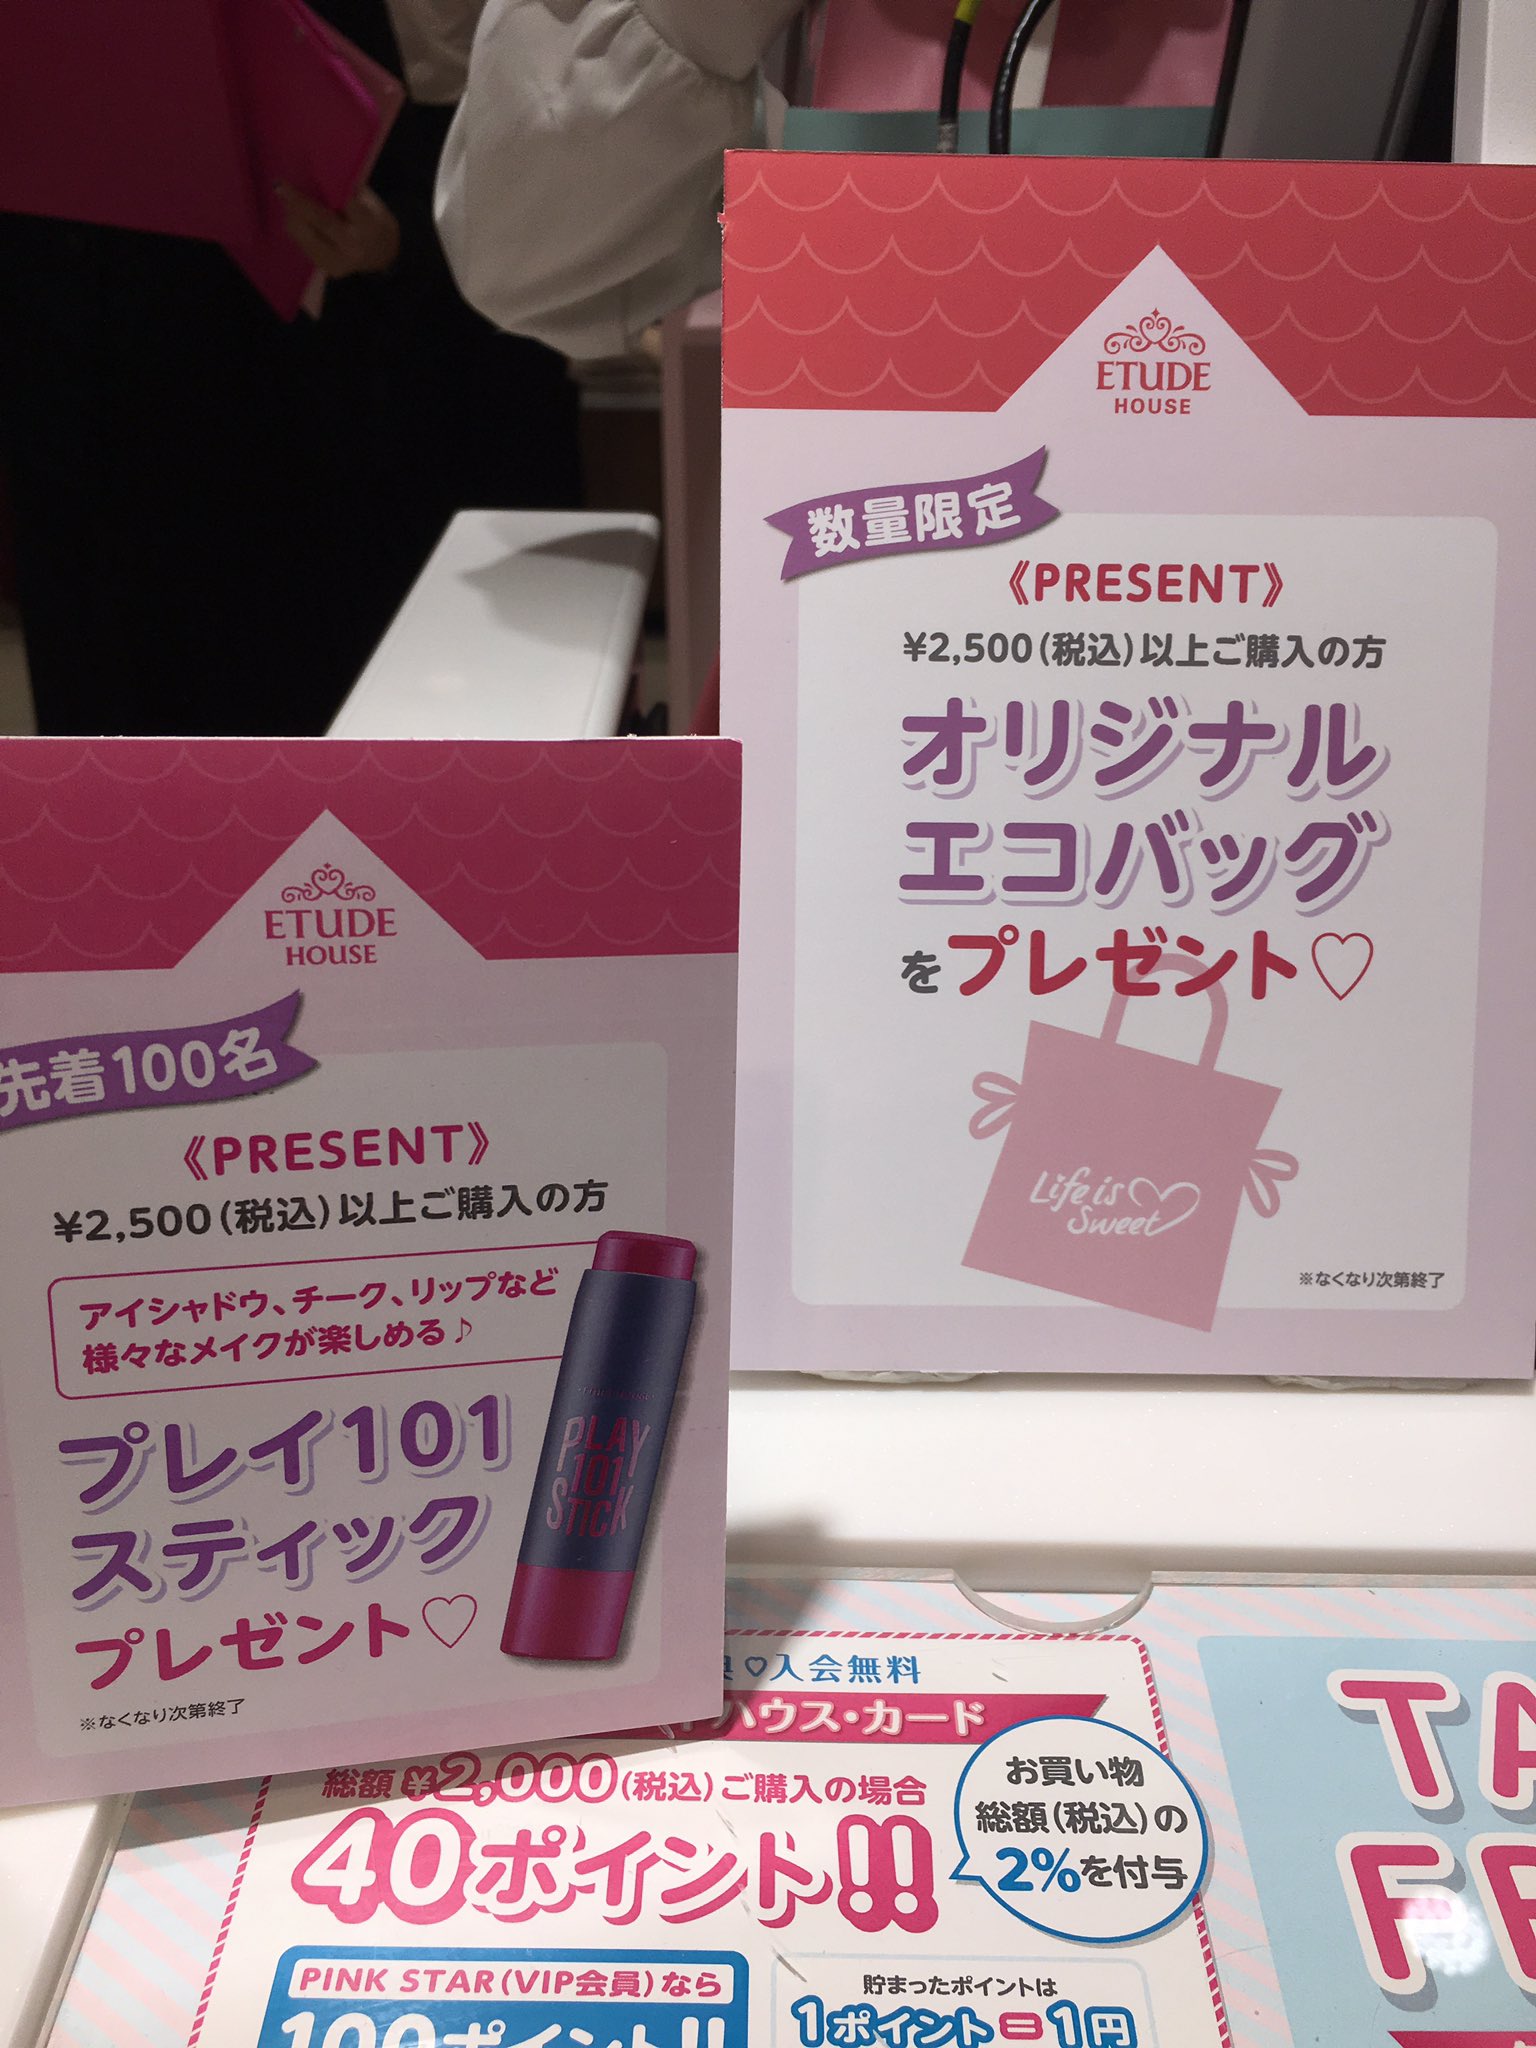 ETUDE
HOUSE
数量限定
《PRESENT》
¥2,500(税込)以上ご購入の方
オリジナル
エコバッグ
をプレゼント♡
Life is
Sweet
※なくなり次第終了
ETUDE
HOUSE
先着100名
《PRESENT》
¥2,500(税込)以上ご購入の方
アイシャドウ、チーク、リップなど
様々なメイクが楽しめる♪
プレイ101
スティック
プレゼント♡
※なくなり次第終了
PLAY
101
STICK
♡入会無料
ハウス・カード
総額¥2,000(税込)ご購入の場合
40ポイント!!
お買い物
総額(税込)の
2%を付与
PINK STAR(VIP会員)なら
100ポイント!!
貯まったポイントは
1ポイント=1円